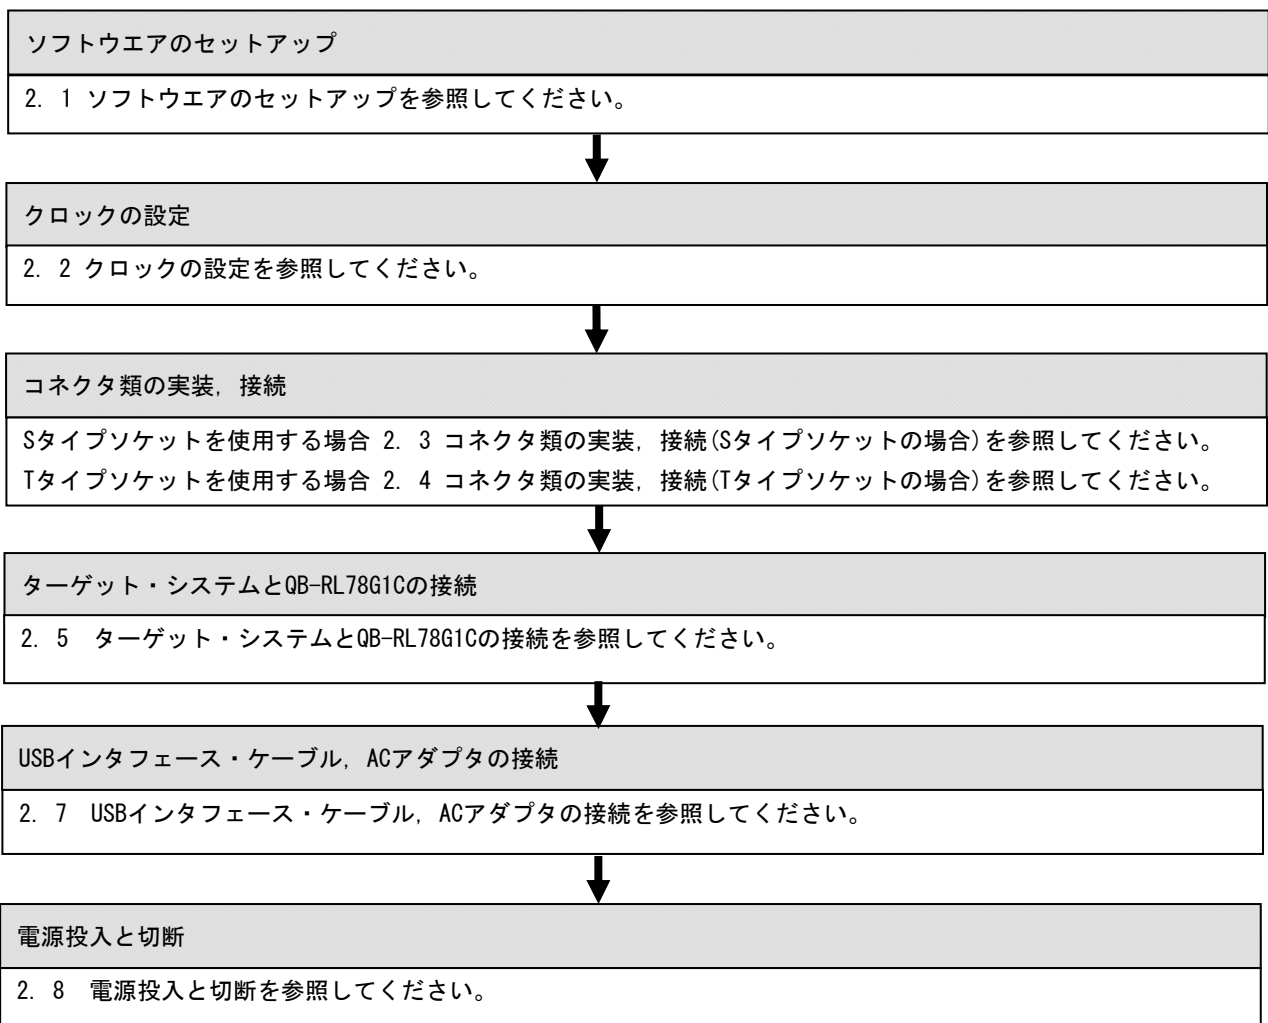 ソフトウエアのセットアップ
2. 1 ソフトウエアのセットアップを参照してください。
クロックの設定
2. 2 クロックの設定を参照してください。
コネクタ類の実装, 接続
Sタイプソケットを使用する場合 2. 3 コネクタ類の実装, 接続(Sタイプソケットの場合)を参照してください。
Tタイプソケットを使用する場合 2. 4 コネクタ類の実装, 接続(Tタイプソケットの場合)を参照してください。
ターゲット・システムとQB-RL78G1Cの接続
2. 5 ターゲット・システムとQB-RL78G1Cの接続を参照してください。
USBインタフェース・ケーブル, ACアダプタの接続
2. 7 USBインタフェース・ケーブル, ACアダプタの接続を参照してください。
電源投入と切断
2. 8 電源投入と切断を参照してください。